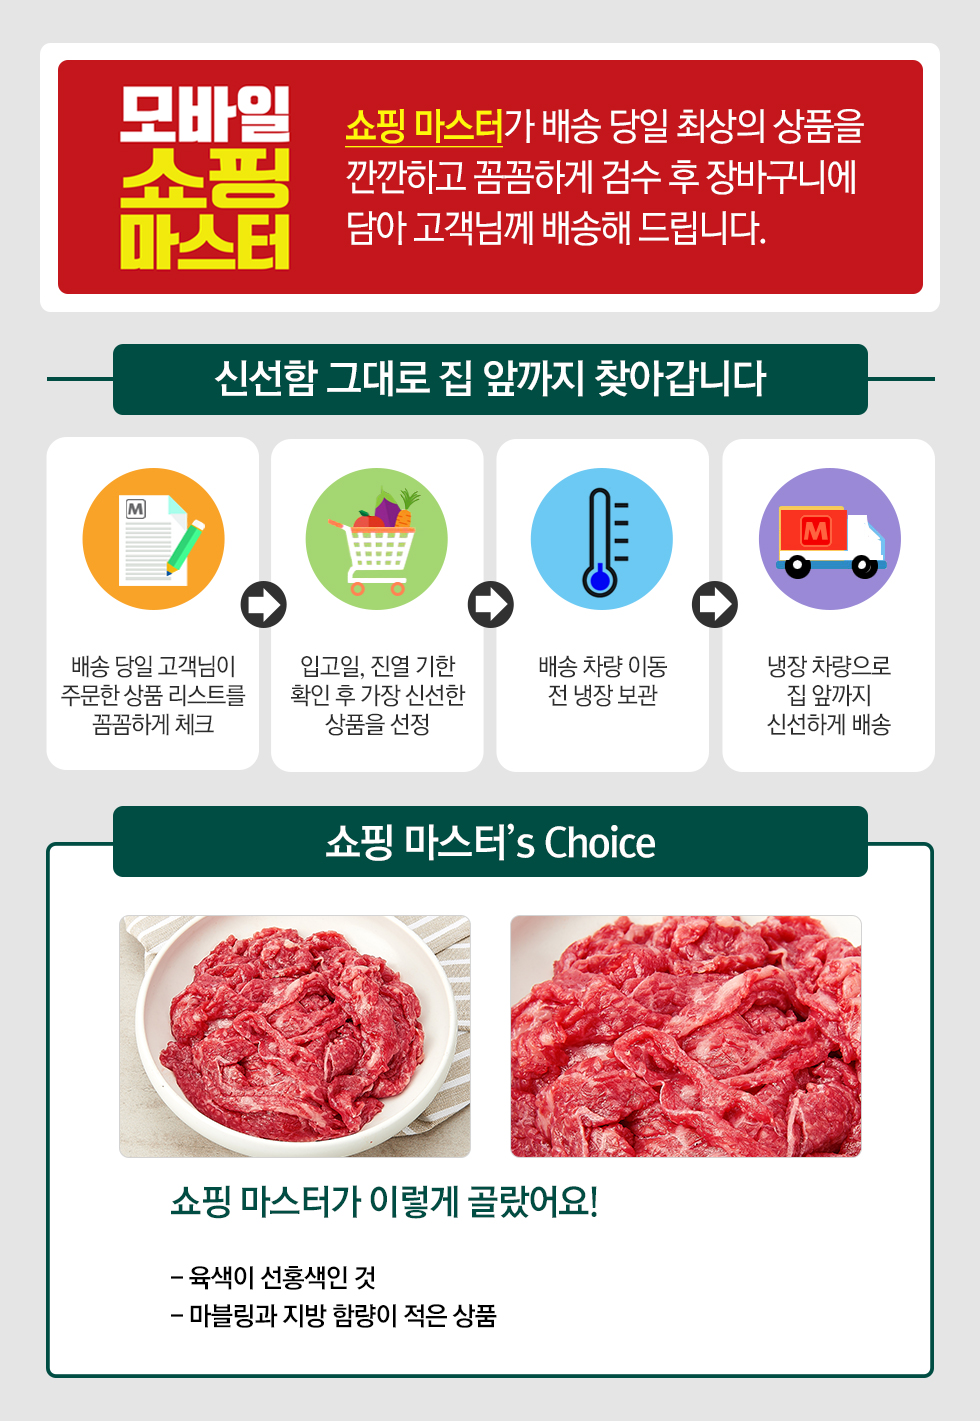 모바일
쇼핑
마스터
쇼핑 마스터가 배송 당일 최상의 상품을
깐깐하고 꼼꼼하게 검수 후 장바구니에
담아 고객님께 배송해 드립니다.
신선함 그대로 집 앞까지 찾아갑니다
M
배송 당일 고객님이
주문한 상품 리스트를
꼼꼼하게 체크
입고일, 진열 기한
확인 후 가장 신선한
상품을 선정
배송 차량 이동
전 냉장 보관
M
냉장 차량으로
집 앞까지
신선하게 배송
쇼핑 마스터's Choice
쇼핑 마스터가 이렇게 골랐어요!
- 육색이 선홍색인 것
- 마블링과 지방 함량이 적은 상품